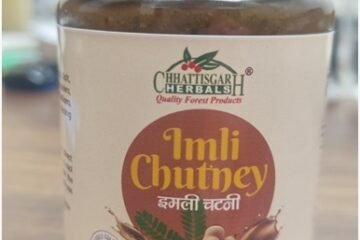 CHHATTISGARH®
HERBALS
Quality Forest Products
Imli
Chutney
इमली चटनी